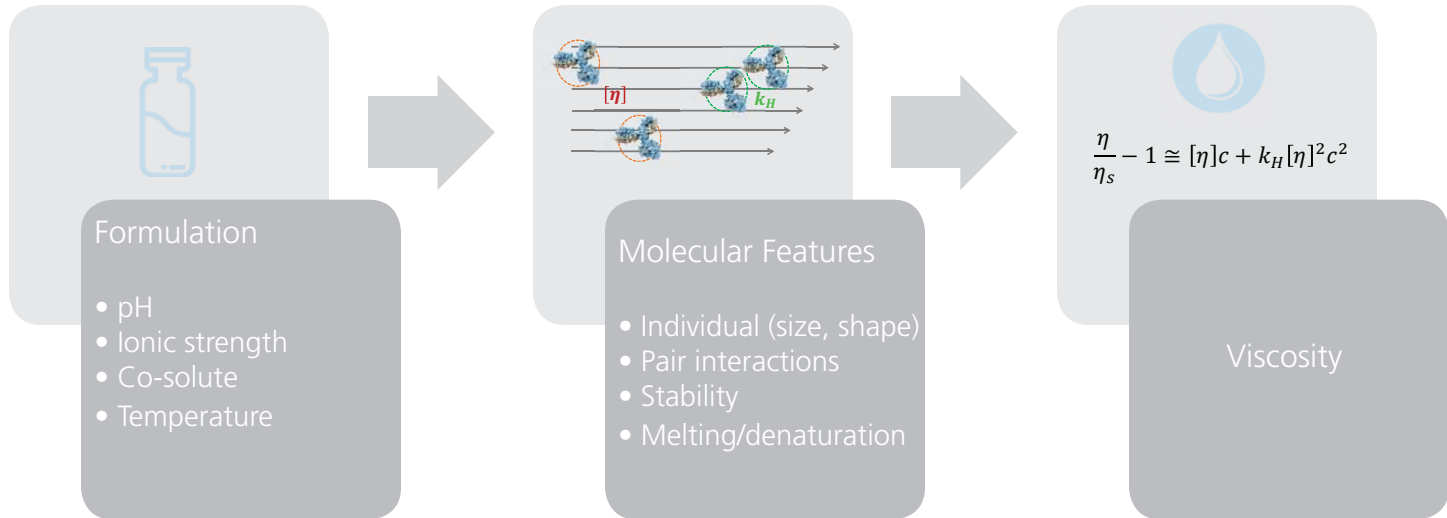 [η]
k_H
η/η_s − 1 ≅ [η]c + k_H[η]²c²
Formulation
• pH
• Ionic strength
• Co-solute
• Temperature
Molecular Features
• Individual (size, shape)
• Pair interactions
• Stability
• Melting/denaturation
Viscosity